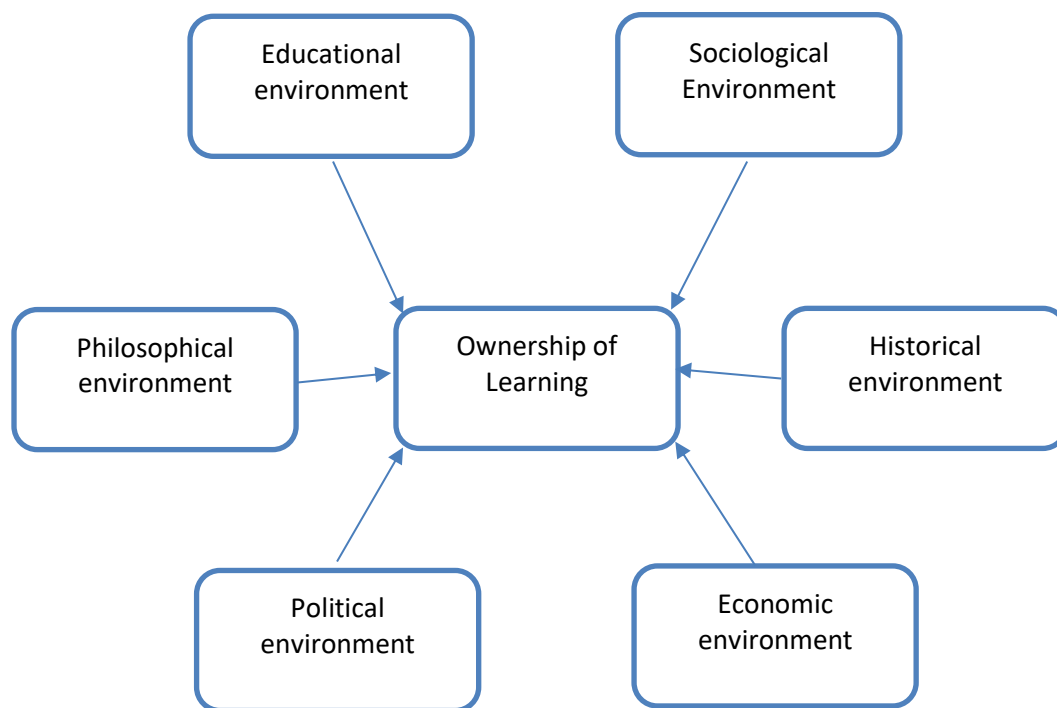 Educational
environment
Sociological
Environment
Philosophical
environment
Ownership of
Learning
Historical
environment
Political
environment
Economic
environment